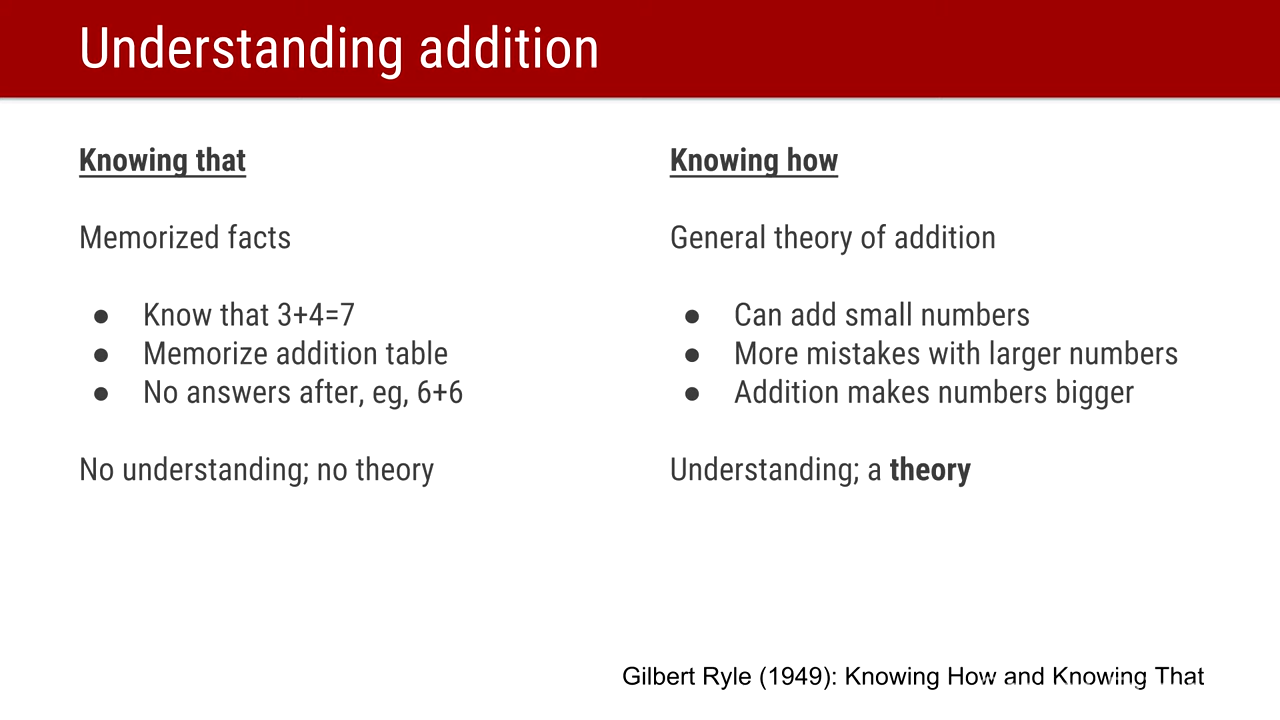 Understanding addition
Knowing that
Memorized facts
● Know that 3+4=7
● Memorize addition table
● No answers after, eg, 6+6
No understanding; no theory
Knowing how
General theory of addition
● Can add small numbers
● More mistakes with larger numbers
● Addition makes numbers bigger
Understanding; a theory
Gilbert Ryle (1949): Knowing How and Knowing That